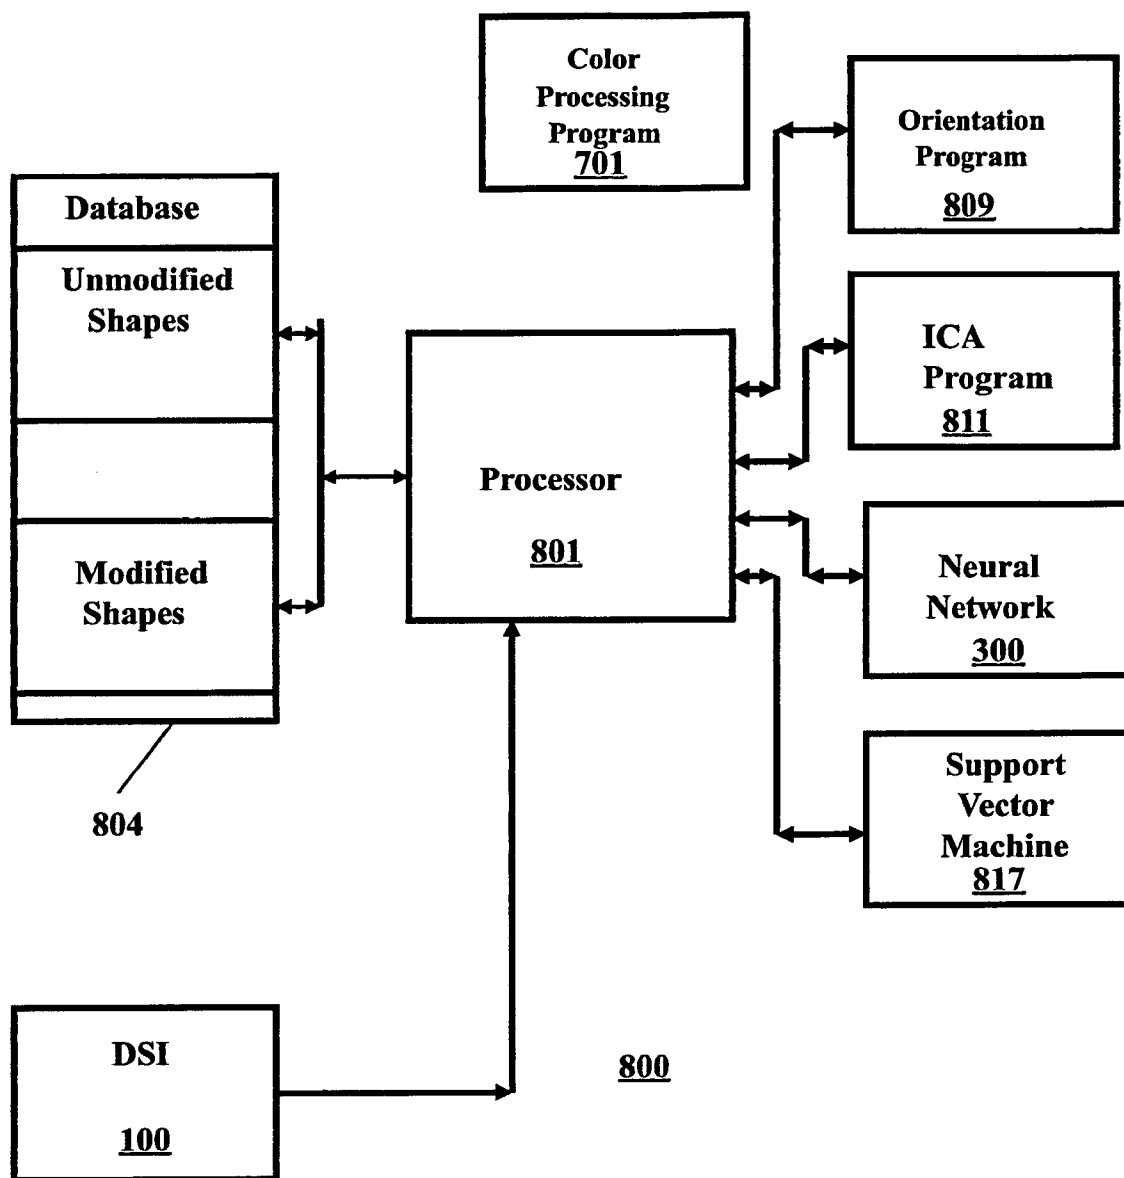 Color
Processing
Program
701
Orientation
Program
809
Database
Unmodified
Shapes
ICA
Program
811
Processor
801
Modified
Shapes
Neural
Network
300
Support
Vector
Machine
817
804
DSI
100
800